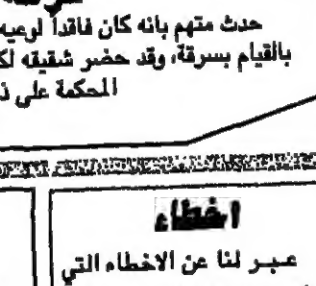 حدث متهم بانه كان فاقداً لوعيه
بالقيام بسرقة، وقد حضر شقيقه
المحكمة على
اخطاء
عبر لنا عن الاخطاء التي